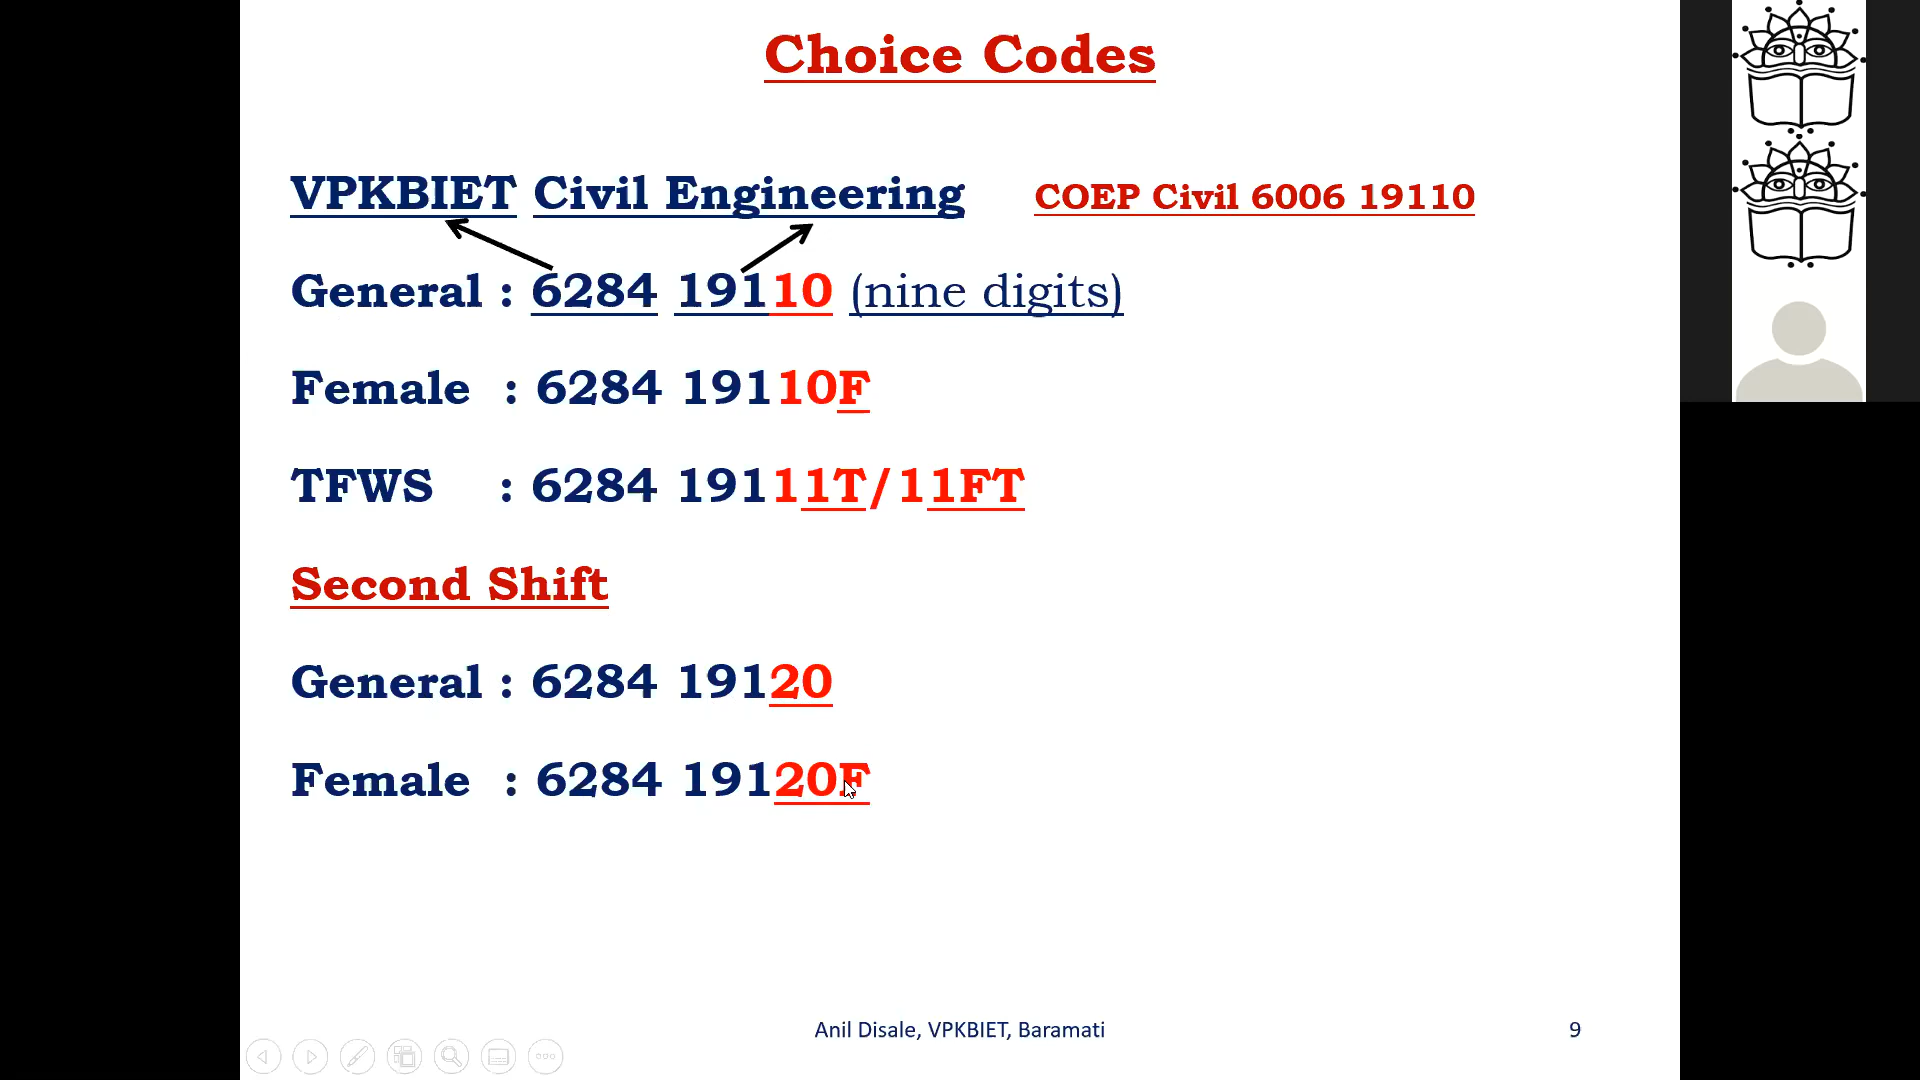 Choice Codes
VPKBIET Civil Engineering COEP Civil 6006 19110
General : 6284 19110 (nine digits)
Female : 6284 19110F
TFWS : 6284 19111T/11FT
Second Shift
General : 6284 19120
Female : 6284 19120F
Anil Disale, VPKBIET, Baramati 9